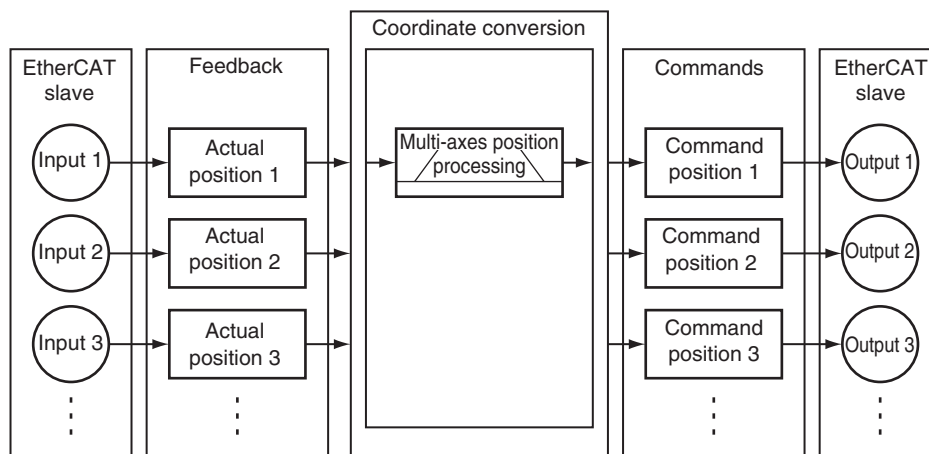 Coordinate conversion
EtherCAT
slave
Input 1
Input 2
Input 3
Feedback
Actual
position 1
Actual
position 2
Actual
position 3
Multi-axes position
processing
Commands
Command
position 1
Command
position 2
Command
position 3
EtherCAT
slave
Output 1
Output 2
Output 3